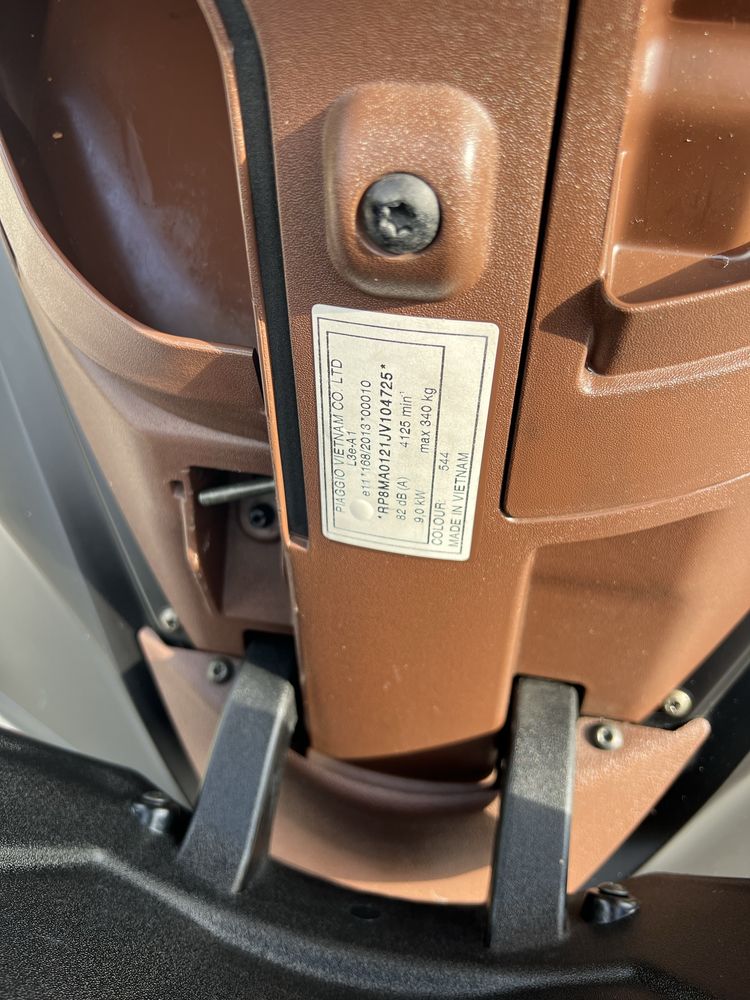 PIAGGIO VIETNAM CO. LTD
L3e-A1
e11*168/2013*00010
*RP8MA0121JV104725*
82 dB(A) 4125 min-1
9,0 kW max 340 kg
COLOUR: 544
MADE IN VIETNAM